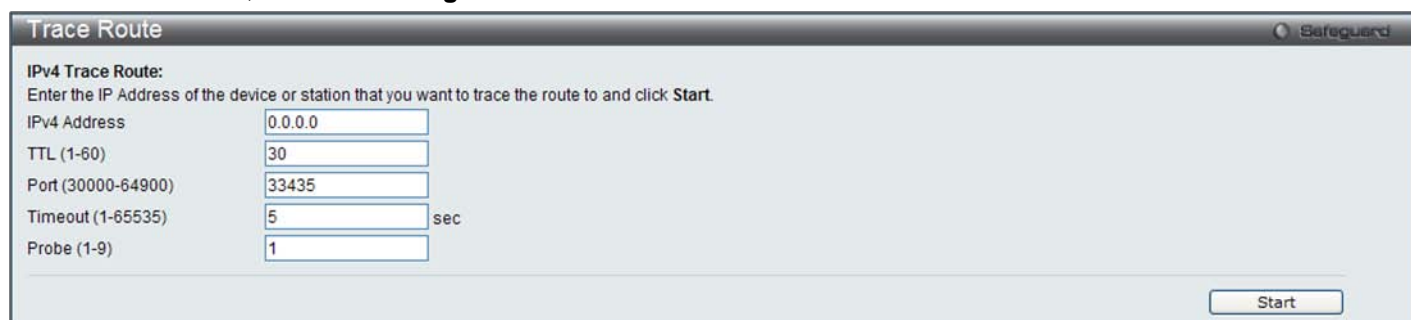 Trace Route
Safeguard
IPv4 Trace Route:
Enter the IP Address of the device or station that you want to trace the route to and click Start.
IPv4 Address 0.0.0.0
TTL (1-60) 30
Port (30000-64900) 33435
Timeout (1-65535) 5 sec
Probe (1-9) 1
Start